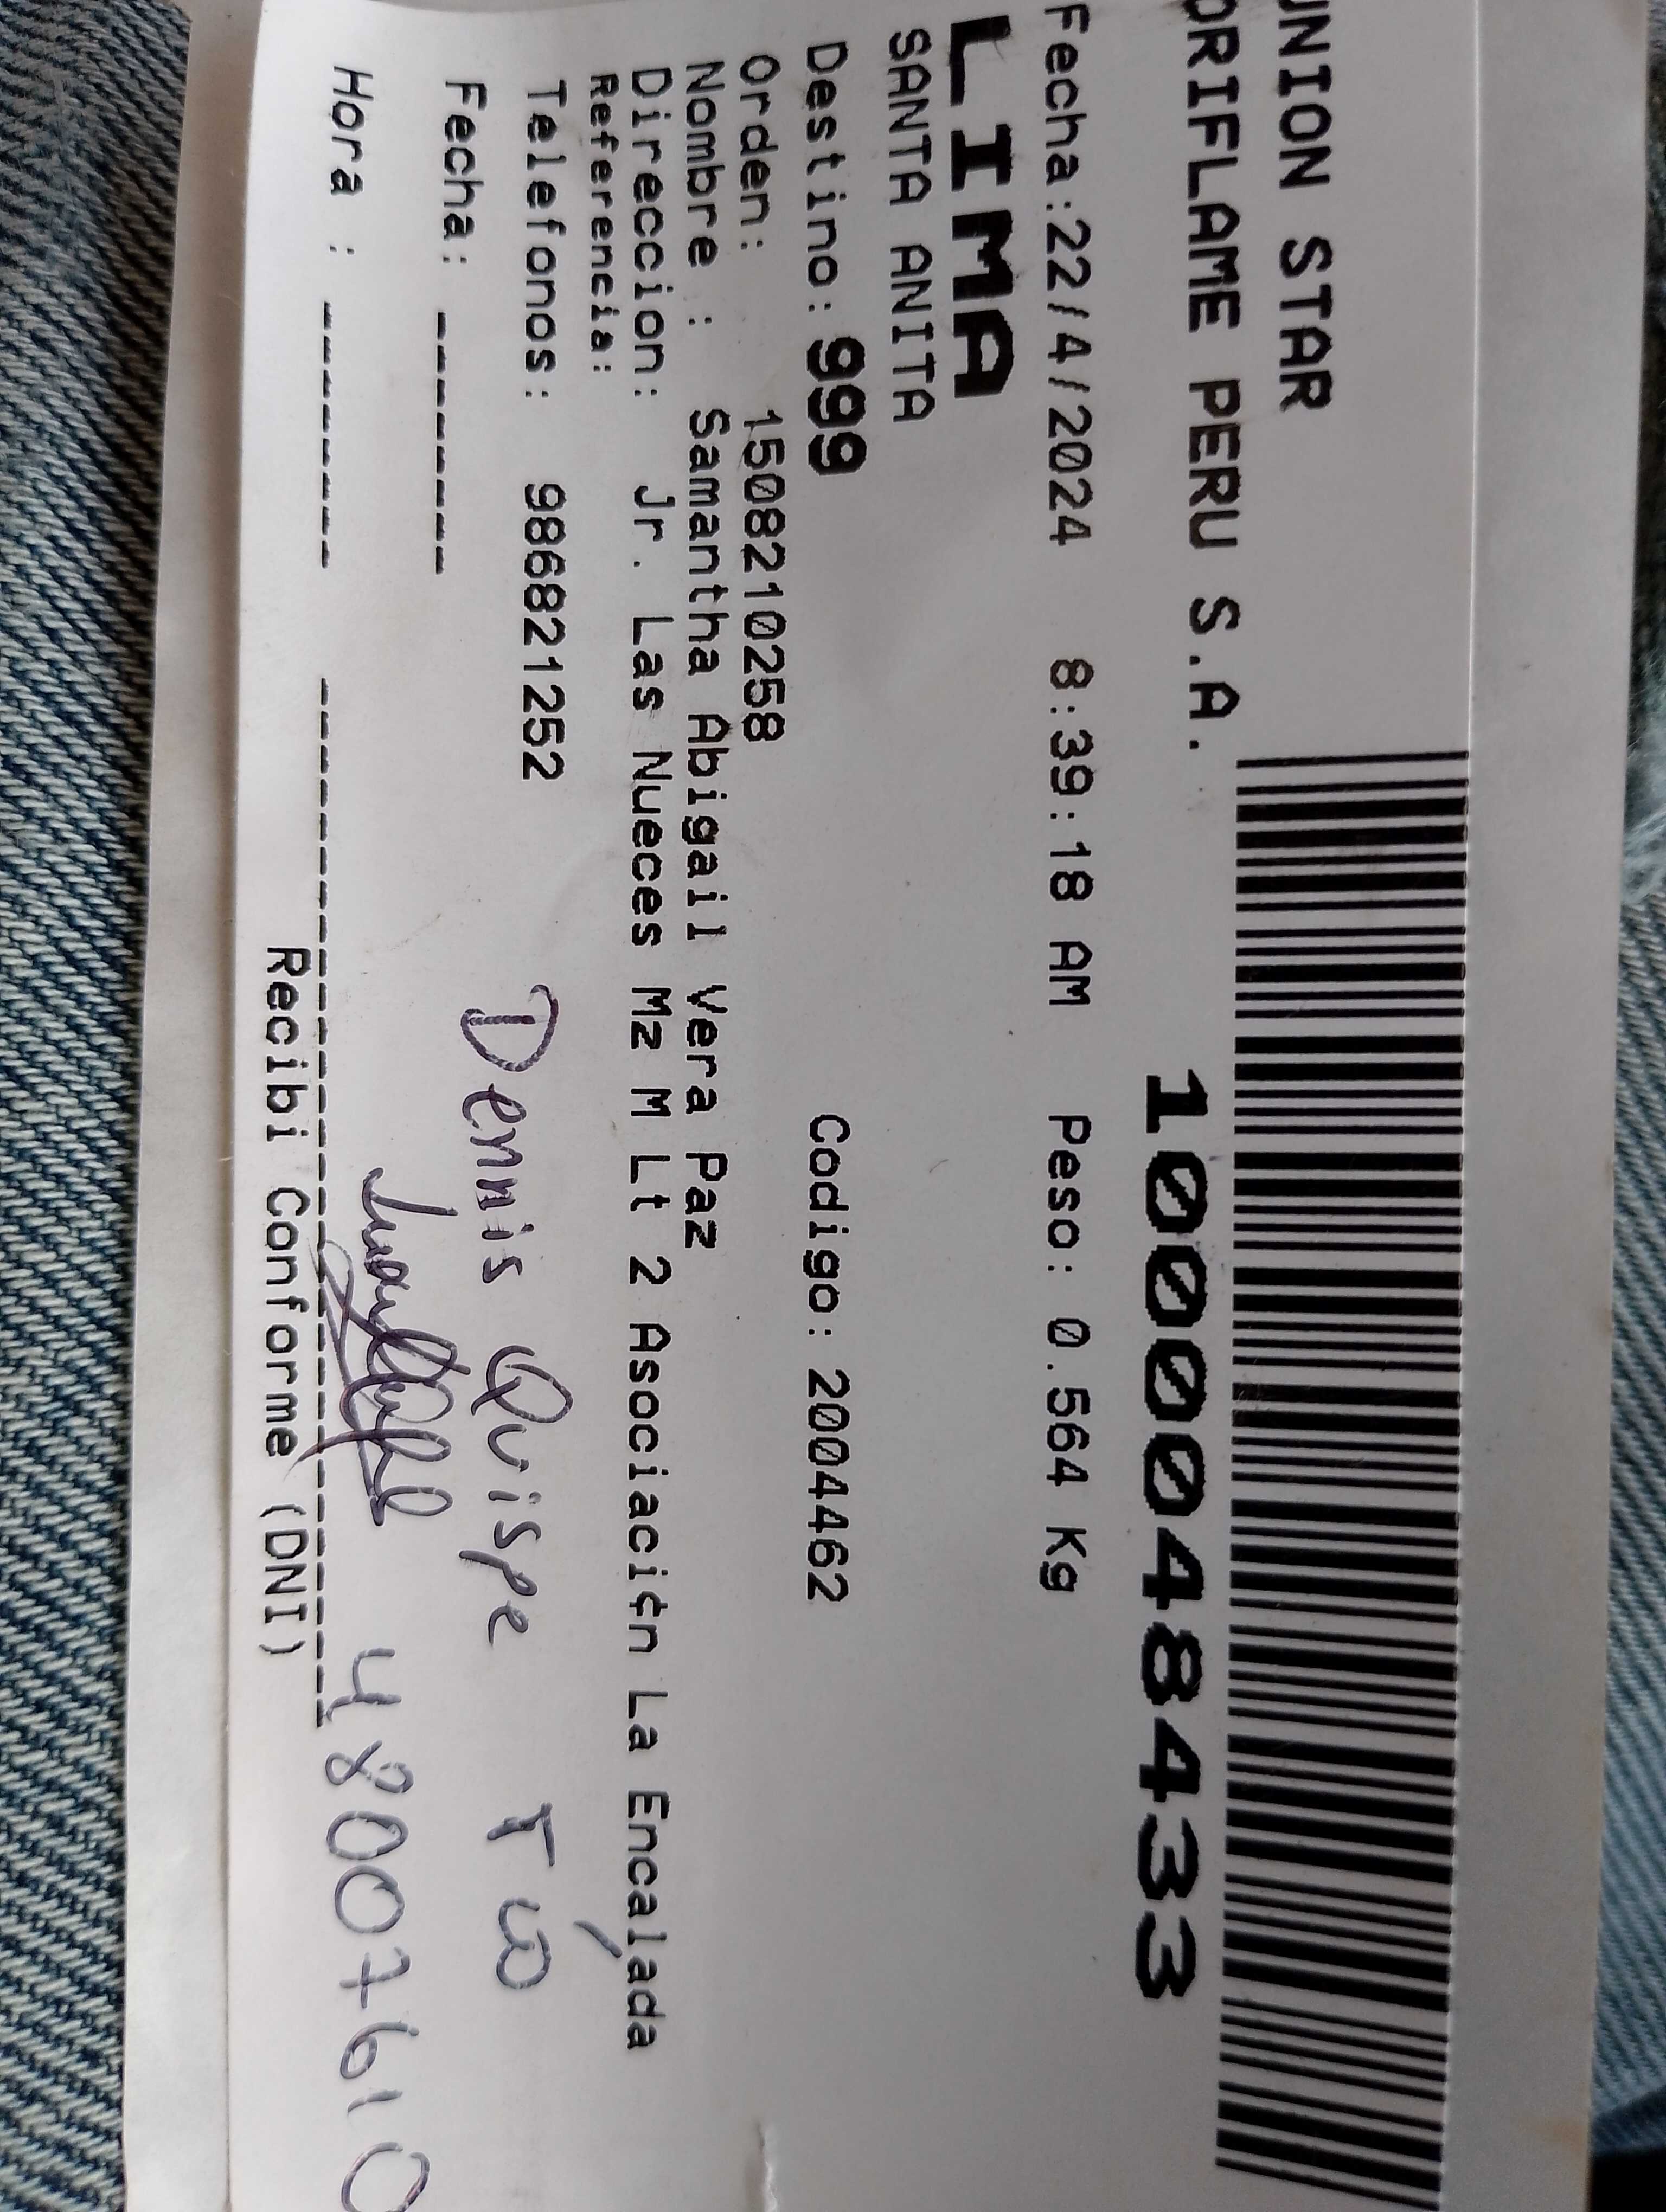 UNION STAR
ORIFLAME PERU S.A.
1000048433
Fecha:22/4/2024 8:39:18 AM Peso: 0.564 Kg
LIMA
SANTA ANITA
Destino: 999 Codigo: 2004462
Orden: 1508210258
Nombre : Samantha Abigail Vera Paz
Direccion: Jr. Las Nueces Mz M Lt 2 Asociaci¢n La Encalada
Referencia:
Telefonos: 986821252
Dennis Quispe
Fecha: -------
Hora : --------
48007610
Recibi Conforme (DNI)